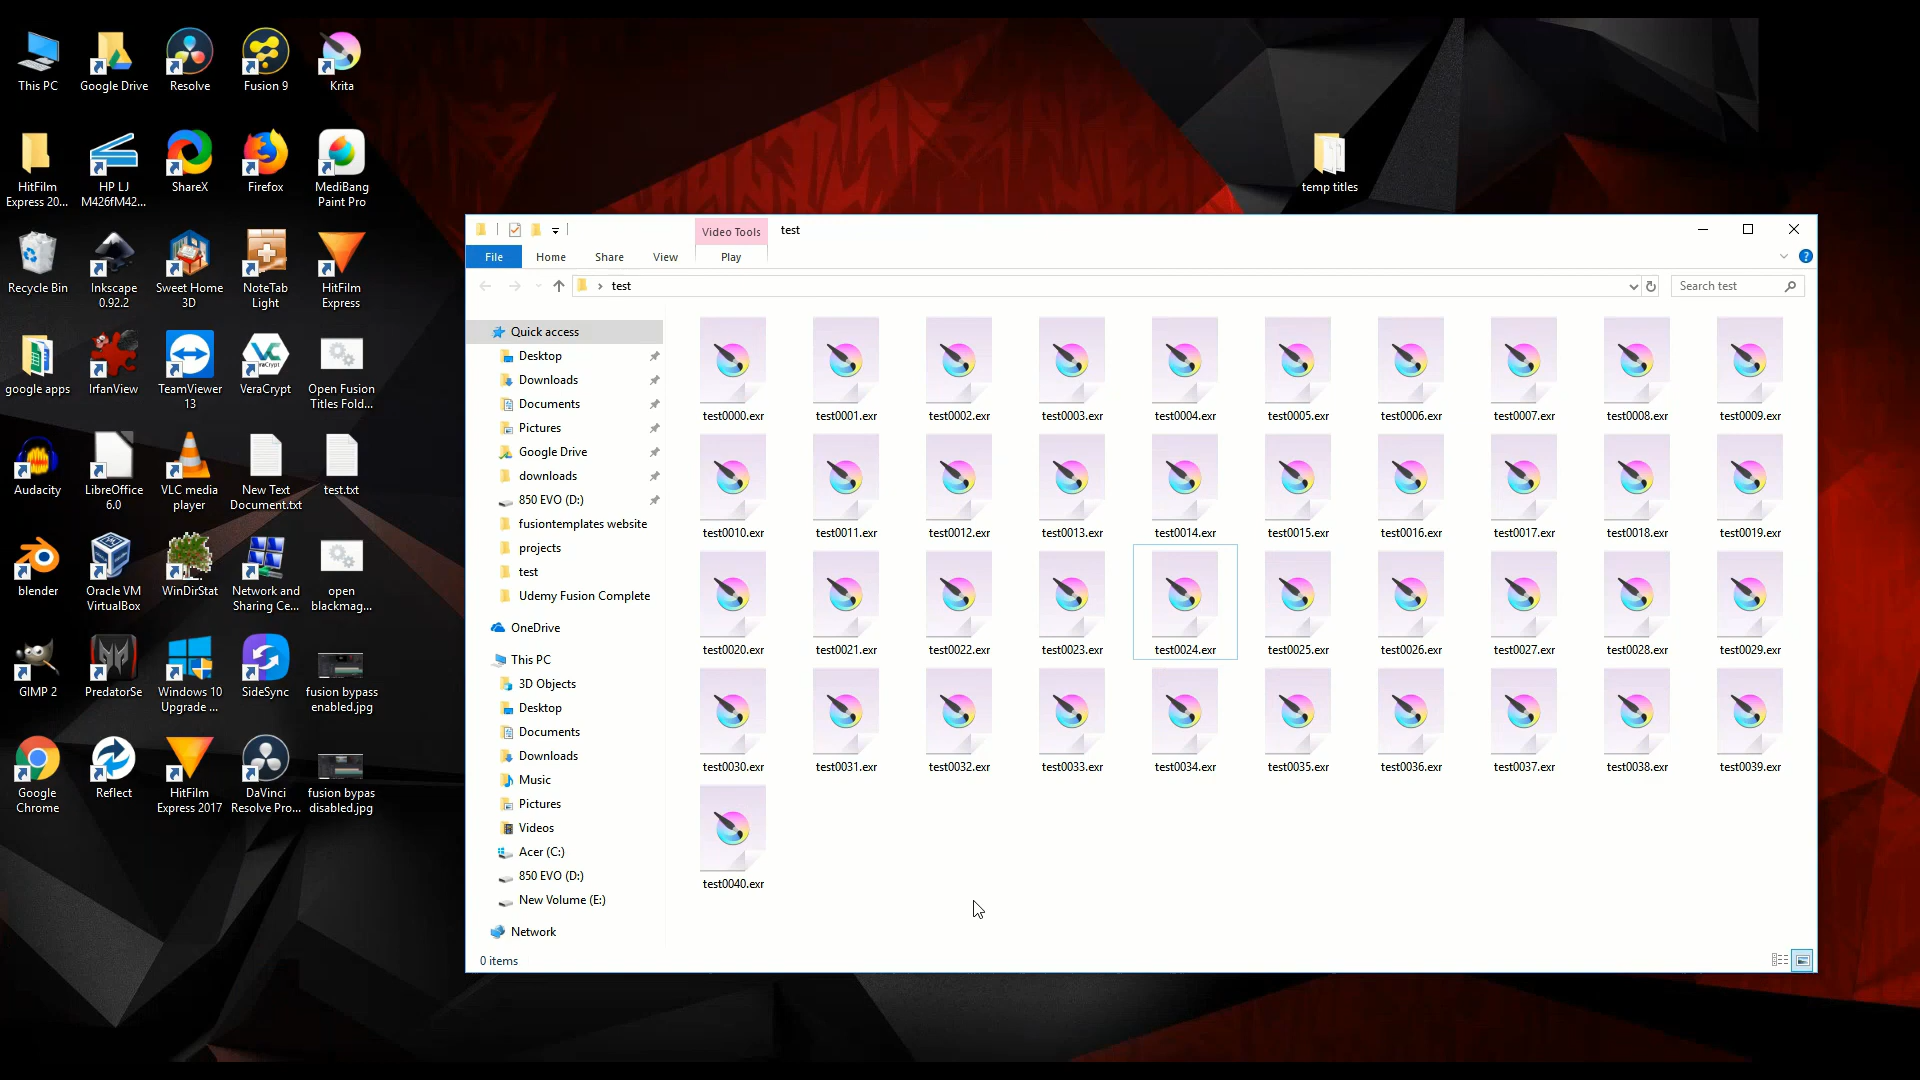 This PC
Google Drive
Resolve
Fusion 9
Krita
HitFilm
Express 20...
HP LJ
M426fM42...
ShareX
Firefox
MediBang
Paint Pro
Recycle Bin
Inkscape
0.92.2
Sweet Home
3D
NoteTab
Light
HitFilm
Express
google apps
IrfanView
TeamViewer
13
VeraCrypt
Open Fusion
Titles Fold...
Audacity
LibreOffice
6.0
VLC media
player
New Text
Document.txt
test.txt
blender
Oracle VM
VirtualBox
WinDirStat
Network and
Sharing Ce...
open
blackmag...
GIMP 2
PredatorSe
Windows 10
Upgrade ...
SideSync
fusion bypass
enabled.jpg
Google
Chrome
Reflect
HitFilm
Express 2017
DaVinci
Resolve Pro...
fusion bypas
disabled.jpg
temp titles
Video Tools
test
File
Home
Share
View
Play
test
Search test
Quick access
Desktop
Downloads
Documents
Pictures
Google Drive
downloads
850 EVO (D:)
fusiontemplates website
projects
test
Udemy Fusion Complete
OneDrive
This PC
3D Objects
Desktop
Documents
Downloads
Music
Pictures
Videos
Acer (C:)
850 EVO (D:)
New Volume (E:)
Network
test0000.exr
test0001.exr
test0002.exr
test0003.exr
test0004.exr
test0005.exr
test0006.exr
test0007.exr
test0008.exr
test0009.exr
test0010.exr
test0011.exr
test0012.exr
test0013.exr
test0014.exr
test0015.exr
test0016.exr
test0017.exr
test0018.exr
test0019.exr
test0020.exr
test0021.exr
test0022.exr
test0023.exr
test0024.exr
test0025.exr
test0026.exr
test0027.exr
test0028.exr
test0029.exr
test0030.exr
test0031.exr
test0032.exr
test0033.exr
test0034.exr
test0035.exr
test0036.exr
test0037.exr
test0038.exr
test0039.exr
test0040.exr
0 items